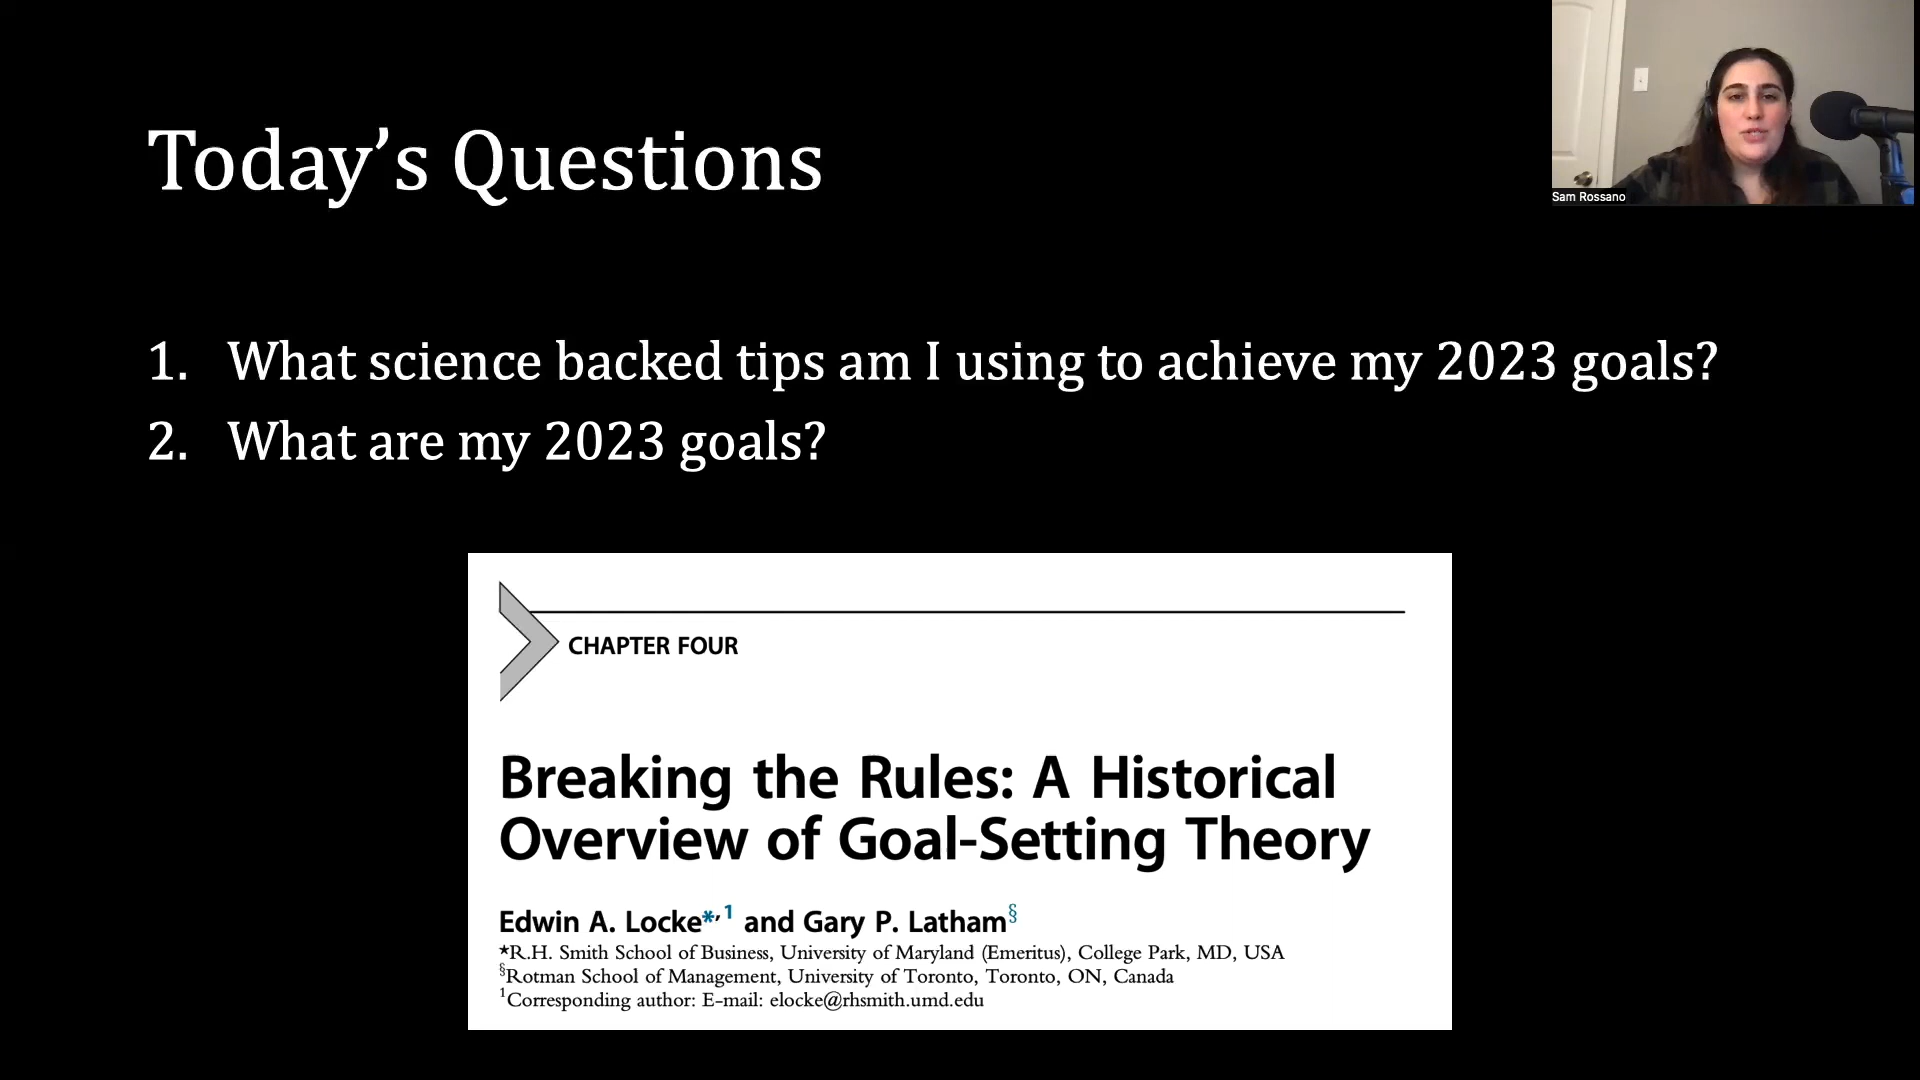 Today’s Questions
Sam Rossano
1. What science backed tips am I using to achieve my 2023 goals?
2. What are my 2023 goals?
CHAPTER FOUR
Breaking the Rules: A Historical
Overview of Goal-Setting Theory
Edwin A. Locke*,1 and Gary P. Latham§
*R.H. Smith School of Business, University of Maryland (Emeritus), College Park, MD, USA
§Rotman School of Management, University of Toronto, Toronto, ON, Canada
1Corresponding author: E-mail: elocke@rhsmith.umd.edu